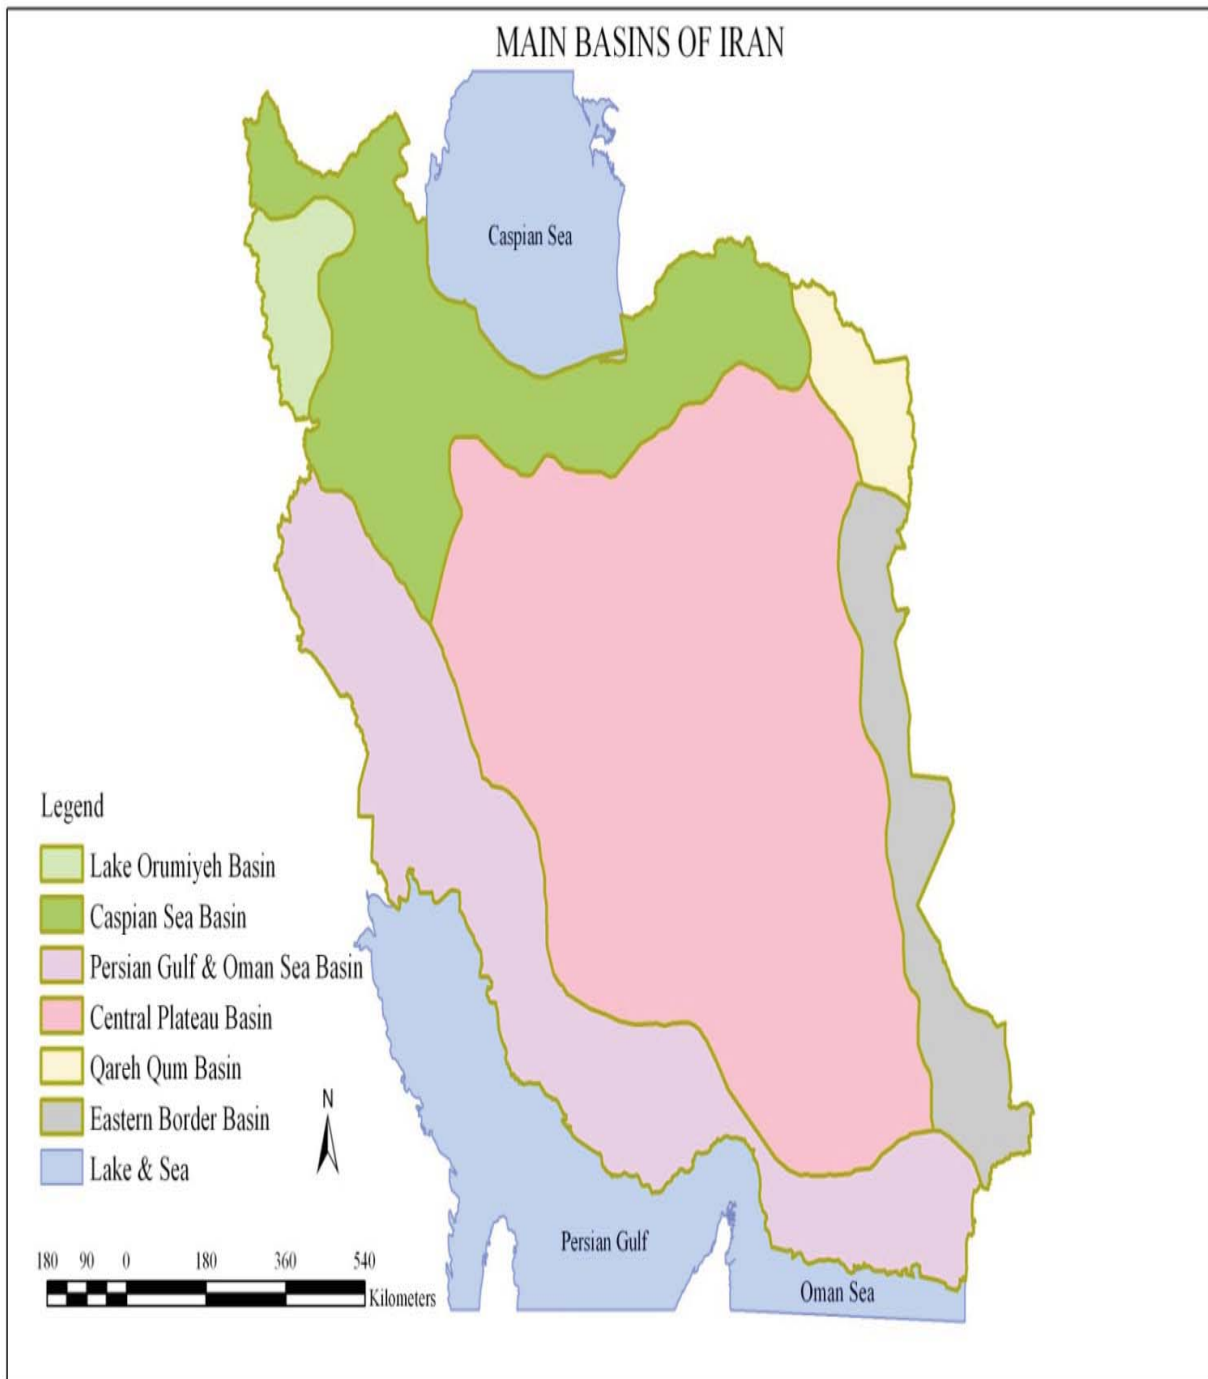 MAIN BASINS OF IRAN
Caspian Sea
Legend
Lake Orumiyeh Basin
Caspian Sea Basin
Persian Gulf & Oman Sea Basin
Central Plateau Basin
Qareh Qum Basin
Eastern Border Basin
Lake & Sea
N
Persian Gulf
Oman Sea
180 90 0 180 360 540
Kilometers